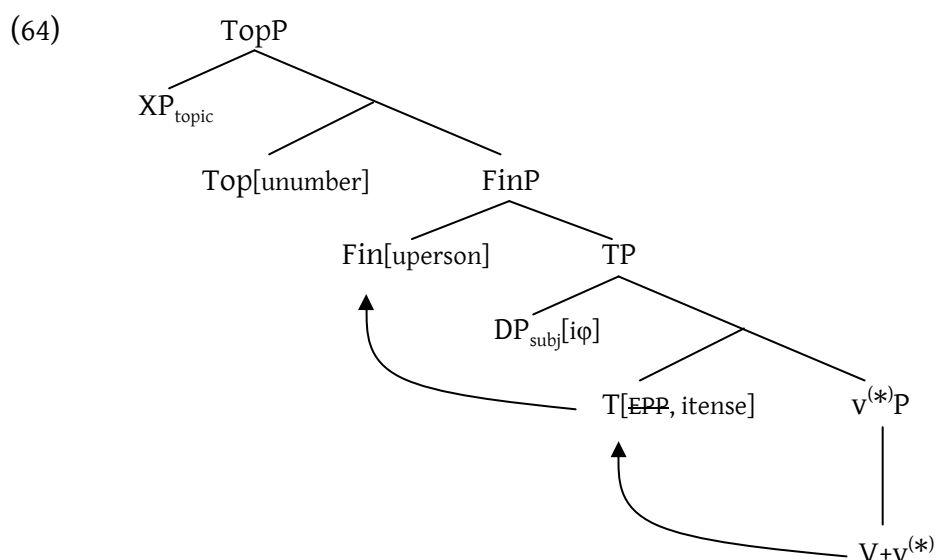 (64)
TopP
XPtopic
Top[unumber] FinP
Fin[uperson] TP
DPsubj[iφ]
T[EPP, itense] v(*)P
V+v(*)